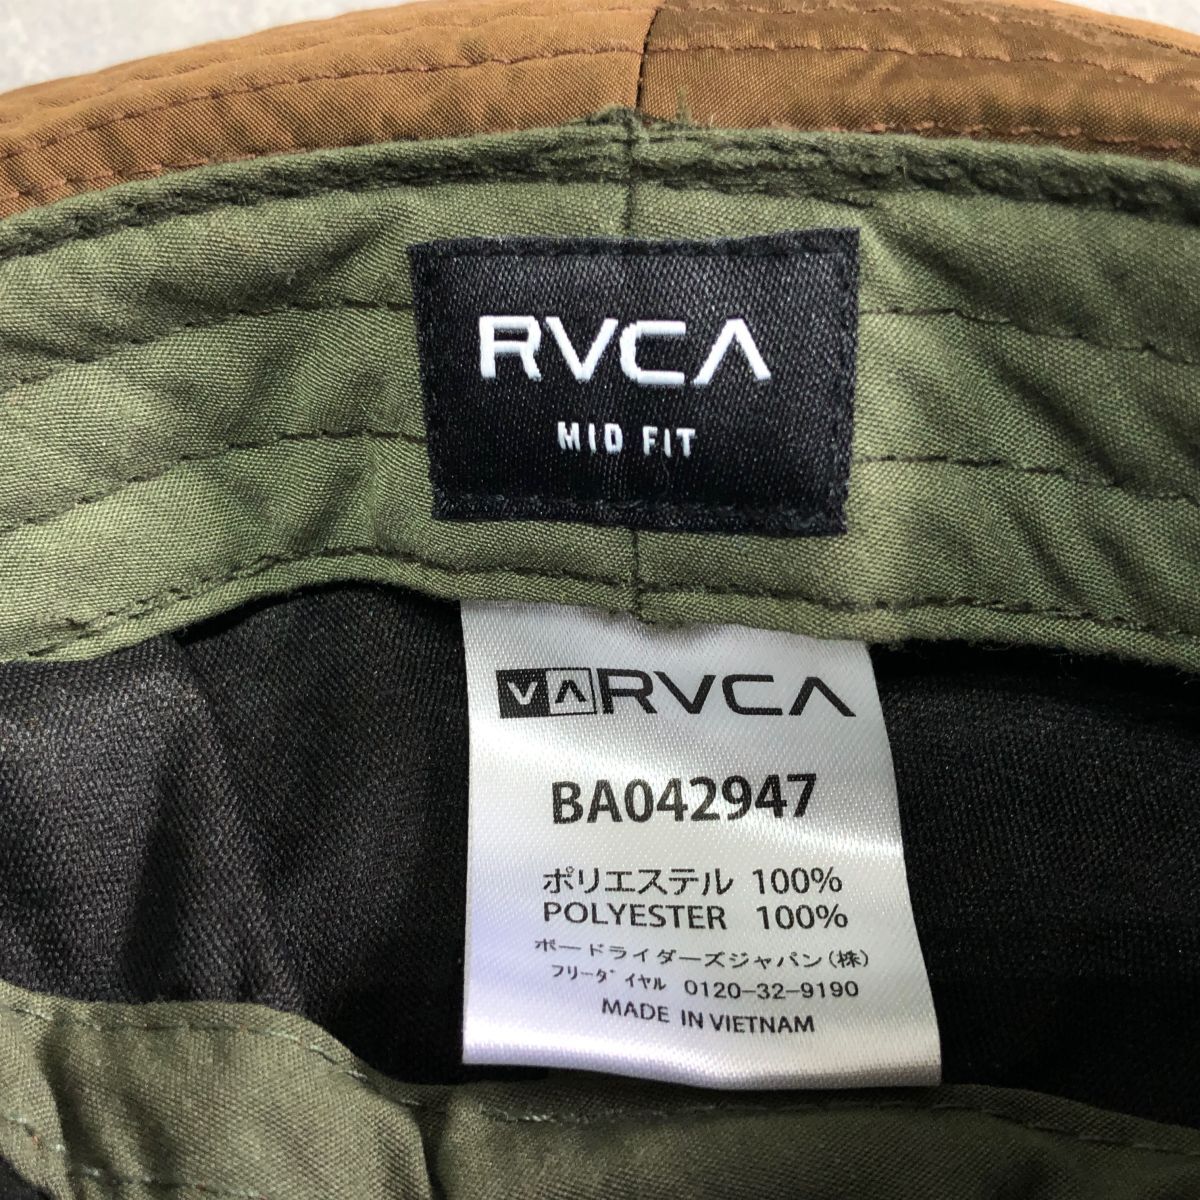 RVCA
MID FIT
VA RVCA
BA042947
ポリエステル 100%
POLYESTER 100%
ボードライダーズジャパン(株)
フリーダイヤル 0120-32-9190
MADE IN VIETNAM